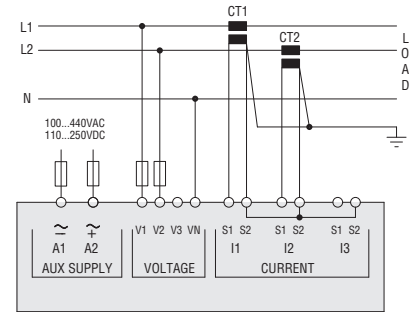 CT1
L1
CT2
L2
L
O
A
D
N
100...440VAC
110...250VDC
V1 V2 V3 VN
S1 S2 S1 S2 S1 S2
A1 A2
I1 I2 I3
AUX SUPPLY VOLTAGE CURRENT